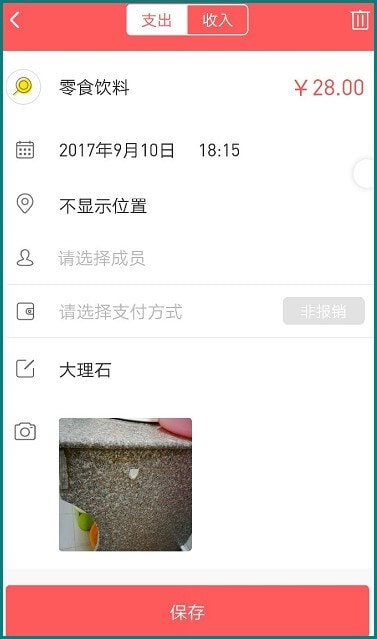 支出 收入
零食饮料 ￥28.00
2017年9月10日 18:15
不显示位置
请选择成员
请选择支付方式 非报销
大理石
保存